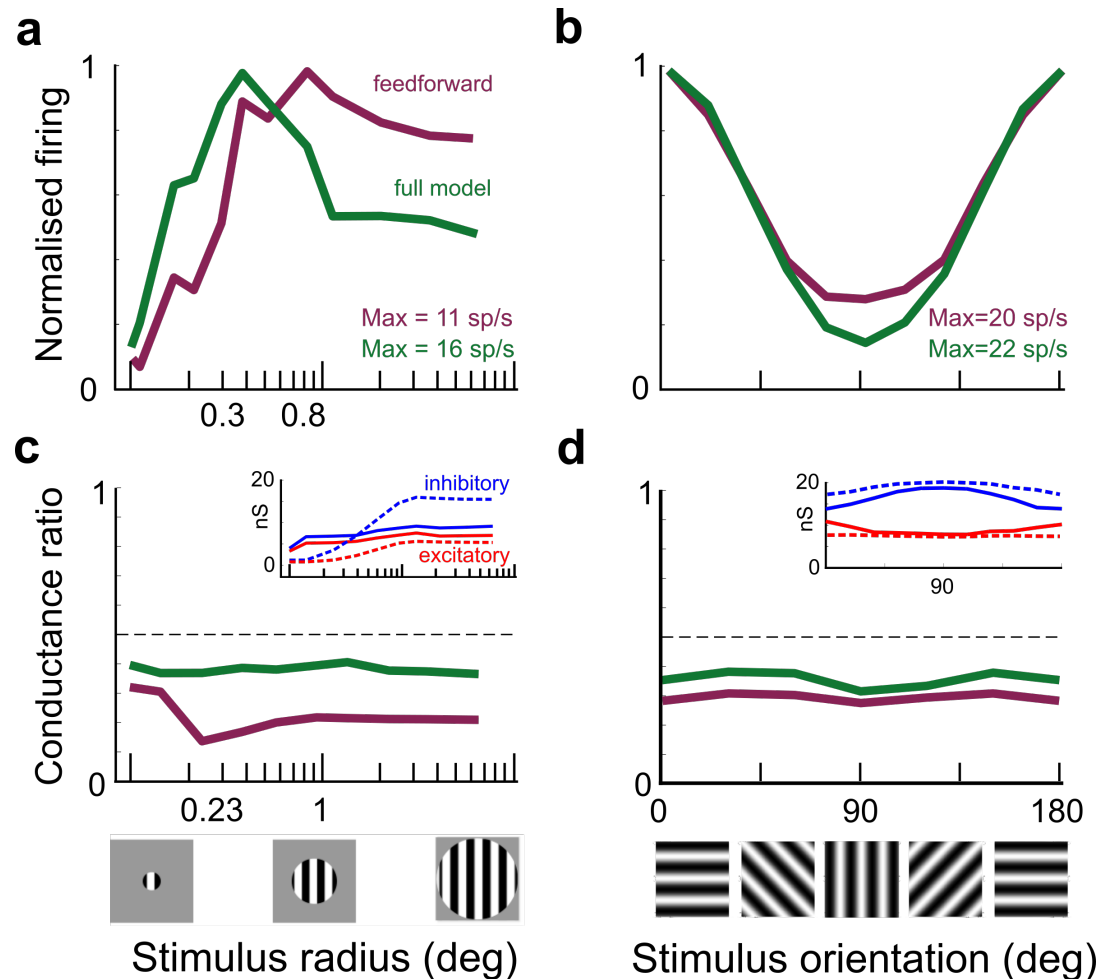 a
b
Normalised firing
1
feedforward
full model
Max = 11 sp/s
Max = 16 sp/s
0
0.3
0.8
1
Max=20 sp/s
Max=22 sp/s
0
c
d
Conductance ratio
1
20
nS
0
inhibitory
excitatory
0
0.23
1
Stimulus radius (deg)
1
20
nS
0
90
0
0
90
180
Stimulus orientation (deg)